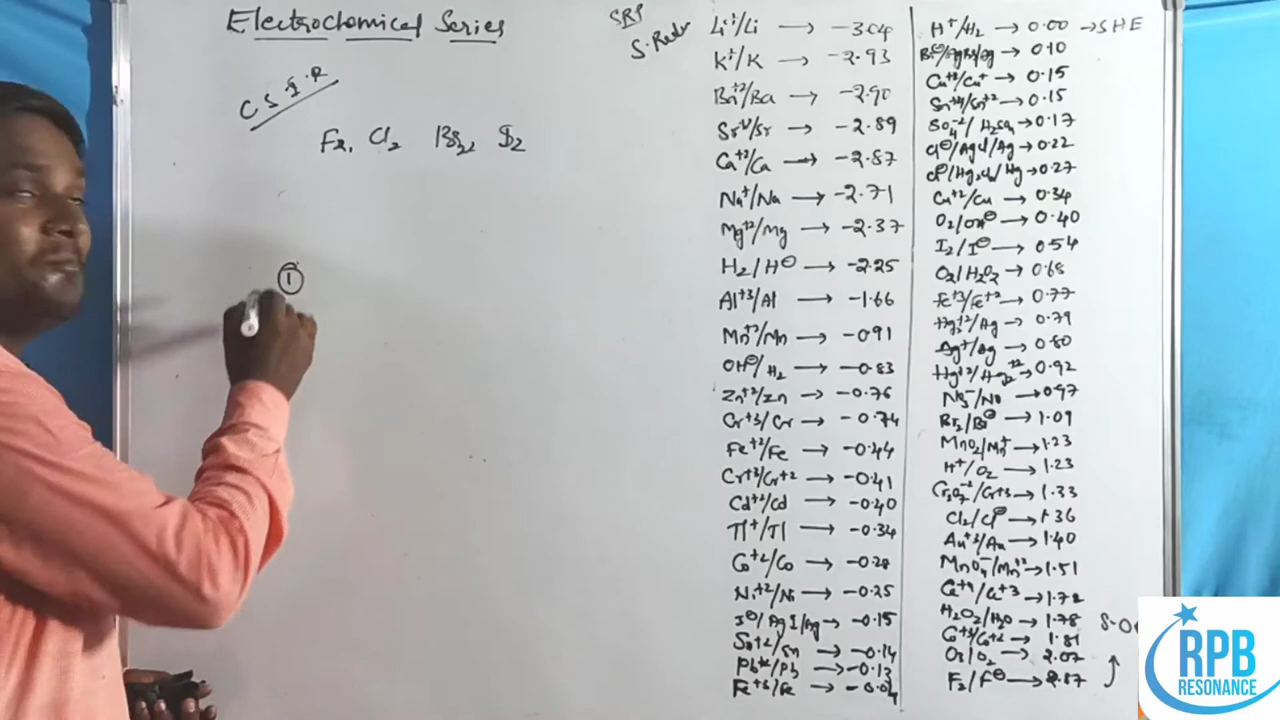 Electrochemical Series
CSIR
F₂, Cl₂ Br₂, I₂
①
SRP
Li⁺/Li → -3.04
K⁺/K → -2.93
Ba⁺²/Ba → -2.90
Sr⁺²/Sr → -2.89
Ca⁺²/Ca → -2.87
Na⁺/Na → -2.71
Mg⁺²/Mg → -2.37
H₂/H⊖ → -2.25
Al⁺³/Al → -1.66
Mn⁺²/Mn → -0.91
OH⊖/H₂ → -0.83
Zn⁺²/Zn → -0.76
Cr⁺³/Cr → -0.74
Fe⁺²/Fe → -0.44
Cr⁺³/Cr⁺² → -0.41
Cd⁺²/Cd → -0.40
Tl⁺/Tl → -0.34
Co⁺²/Co → -0.28
Ni⁺²/Ni → -0.25
I⊖/AgI/Ag → -0.15
Sn⁺²/Sn → -0.14
Pb⁺²/Pb → -0.13
Fe⁺³/Fe → -0.04
H⁺/H₂ → 0.00 → SHE
Br⊖/AgBr/Ag → 0.10
Cu⁺²/Cu⁺ → 0.15
Sn⁺⁴/Sn⁺² → 0.15
SO₄⁻²/H₂SO₃ → 0.17
Cl⊖/AgCl/Ag → 0.22
Cl⊖/Hg₂Cl₂/Hg → 0.27
Cu⁺²/Cu → 0.34
O₂/OH⊖ → 0.40
I₂/I⊖ → 0.54
O₂/H₂O₂ → 0.68
Fe⁺³/Fe⁺² → 0.77
Hg₂⁺²/Hg → 0.79
Ag⁺/Ag → 0.80
Hg⁺²/Hg₂⁺² → 0.92
NO₃⁻/NO → 0.97
Br₂/Br⊖ → 1.09
MnO₂/Mn⁺² → 1.23
H⁺/O₂ → 1.23
Cr₂O₇⁻²/Cr⁺³ → 1.33
Cl₂/Cl⊖ → 1.36
Au⁺³/Au → 1.40
MnO₄⁻/Mn⁺² → 1.51
Ce⁺⁴/Ce⁺³ → 1.72
H₂O₂/H₂O → 1.78
Co⁺³/Co⁺² → 1.81
O₃/O₂ → 2.07
F₂/F⊖ → 2.87
RPB
RESONANCE